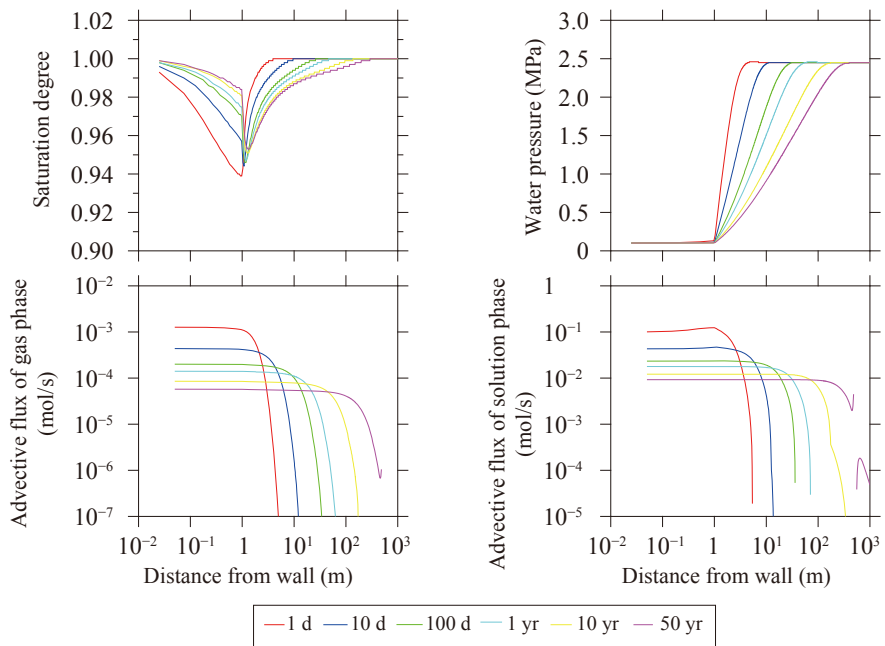 Saturation degree
1.00
0.98
0.96
0.94
0.92
0.90
Water pressure (MPa)
3.0
2.5
2.0
1.5
1.0
0.5
0
Advective flux of gas phase
(mol/s)
10⁻²
10⁻³
10⁻⁴
10⁻⁵
10⁻⁶
10⁻⁷
10⁻² 10⁻¹ 1 10¹ 10² 10³
Distance from wall (m)
Advective flux of solution phase
(mol/s)
1
10⁻¹
10⁻²
10⁻³
10⁻⁴
10⁻⁵
10⁻² 10⁻¹ 1 10¹ 10² 10³
Distance from wall (m)
1 d 10 d 100 d 1 yr 10 yr 50 yr